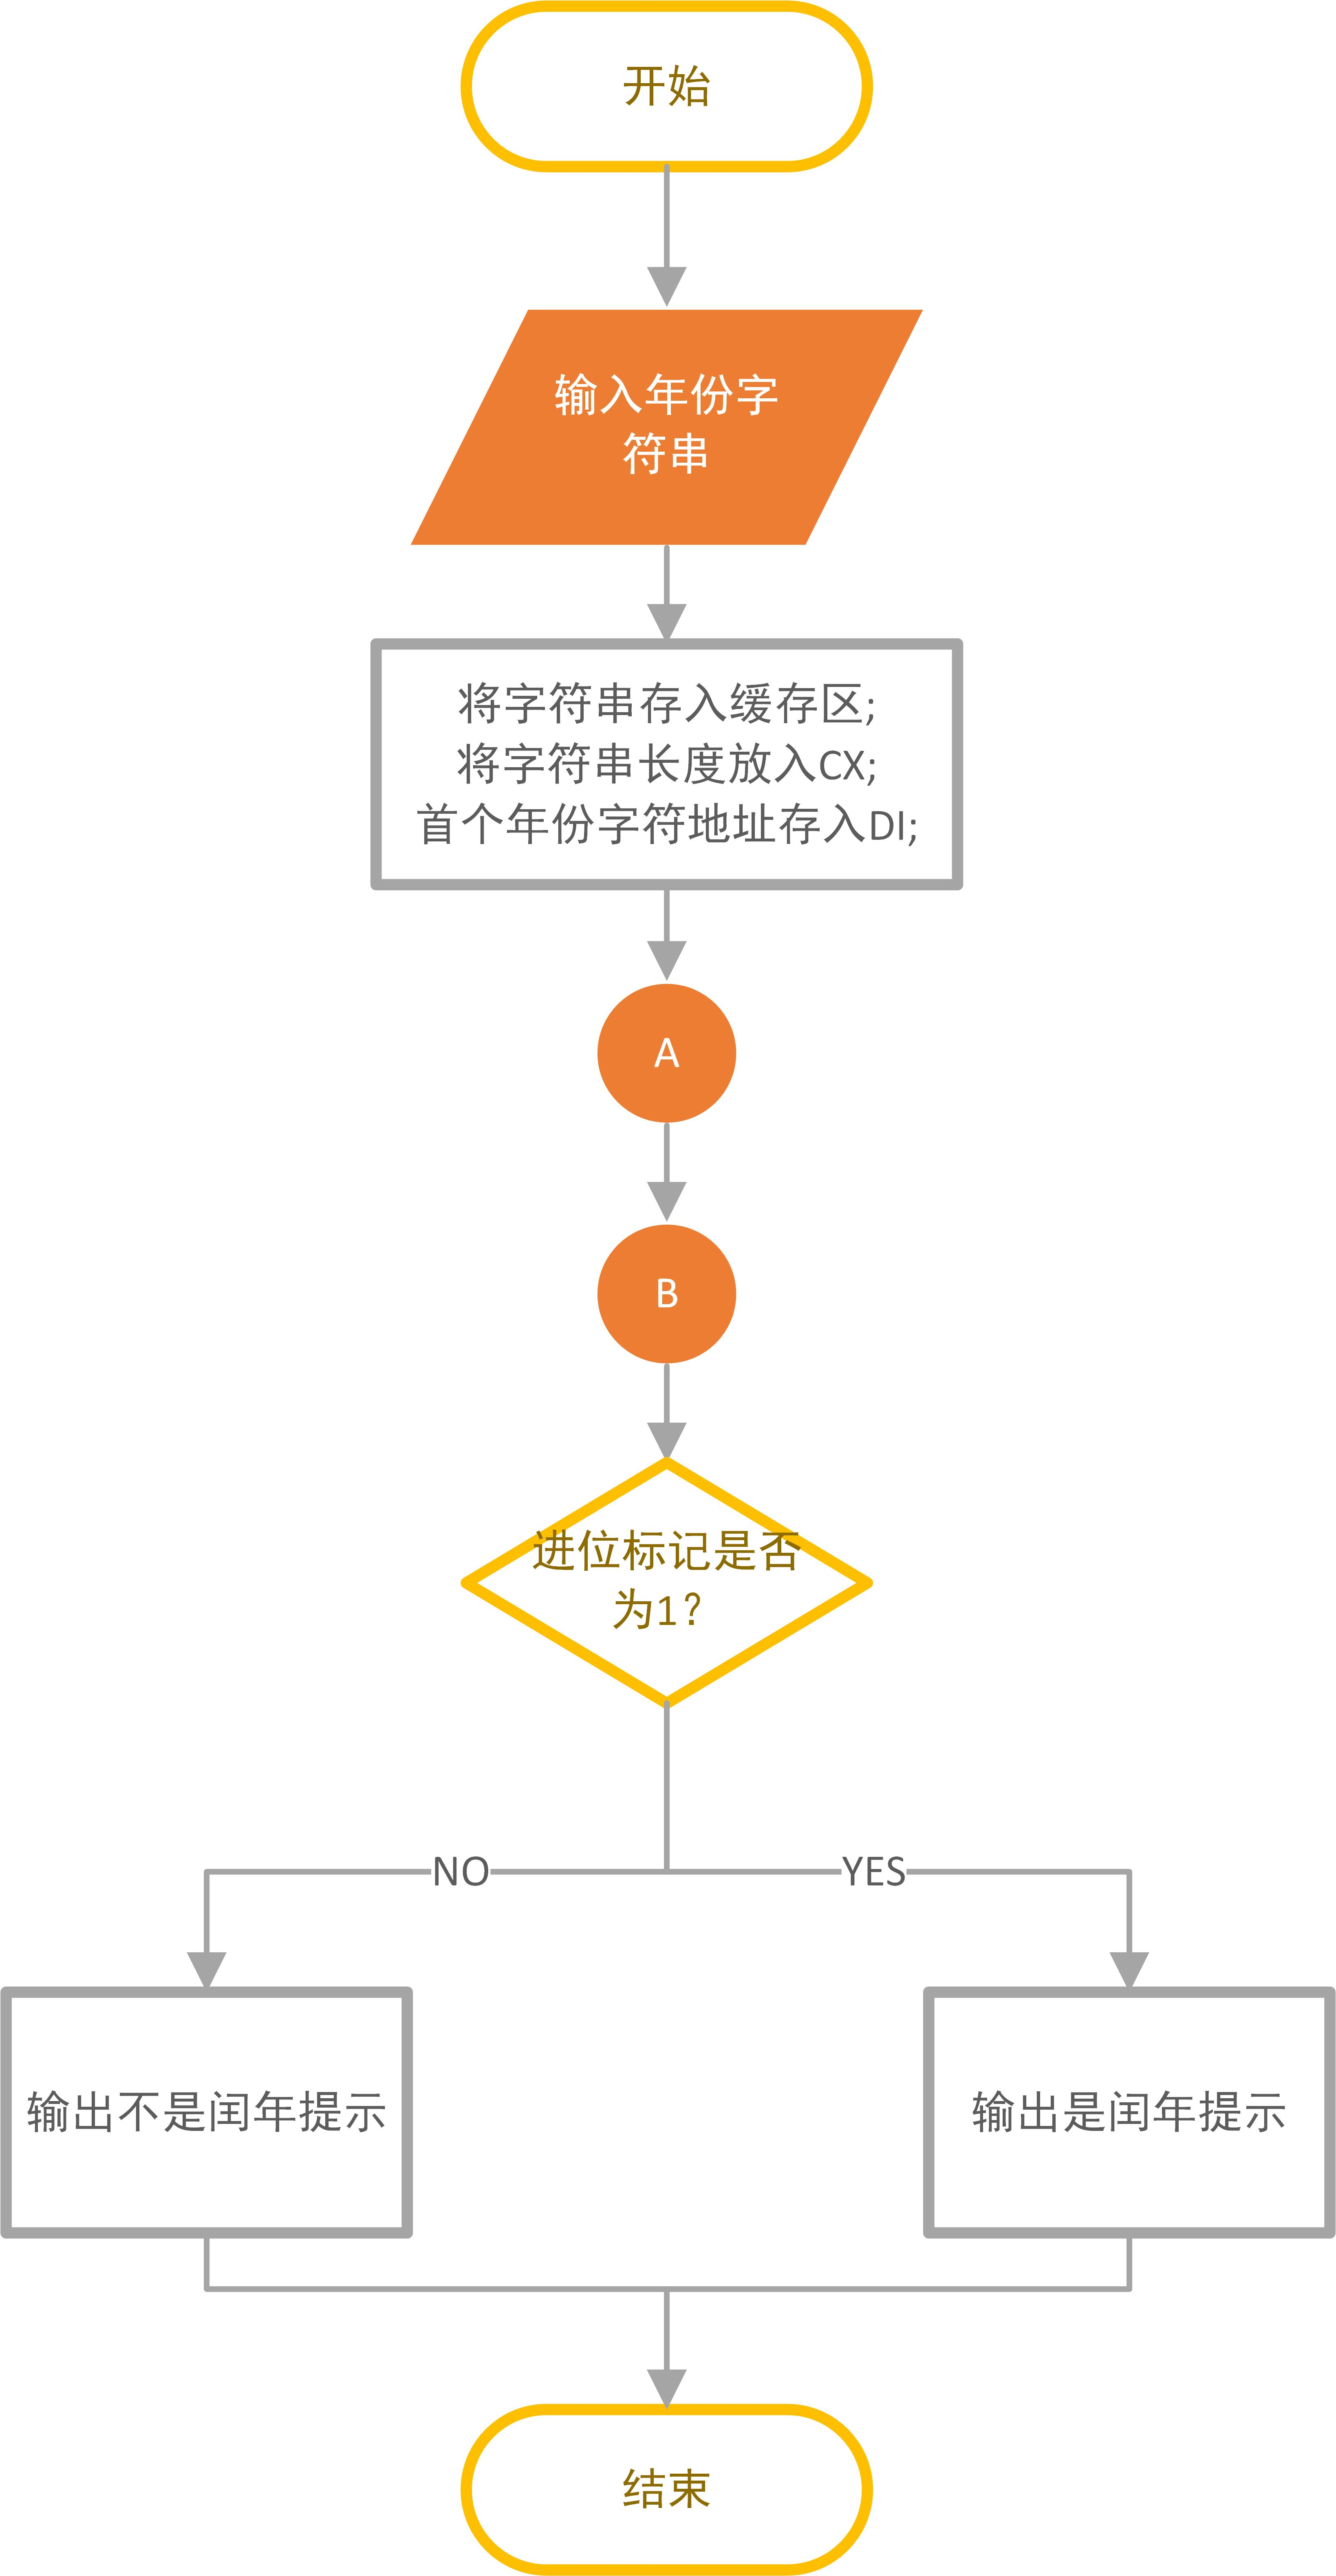 开始
输入年份字
符串
将字符串存入缓存区;
将字符串长度放入CX;
首个年份字符地址存入DI;
A
B
进位标记是否
为1?
NO
YES
输出不是闰年提示
输出是闰年提示
结束